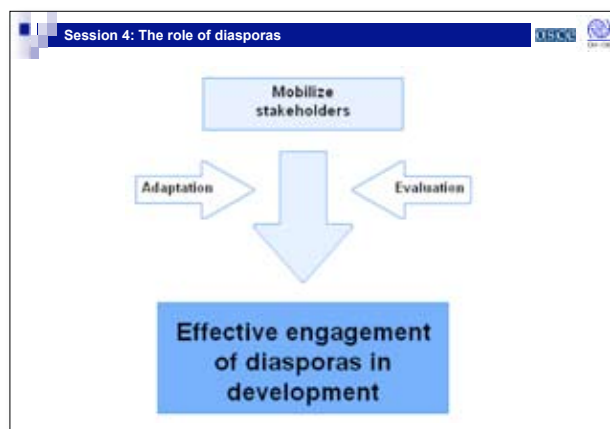 Session 4: The role of diasporas
OSCE
Mobilize
stakeholders
Adaptation
Evaluation
Effective engagement
of diasporas in
development